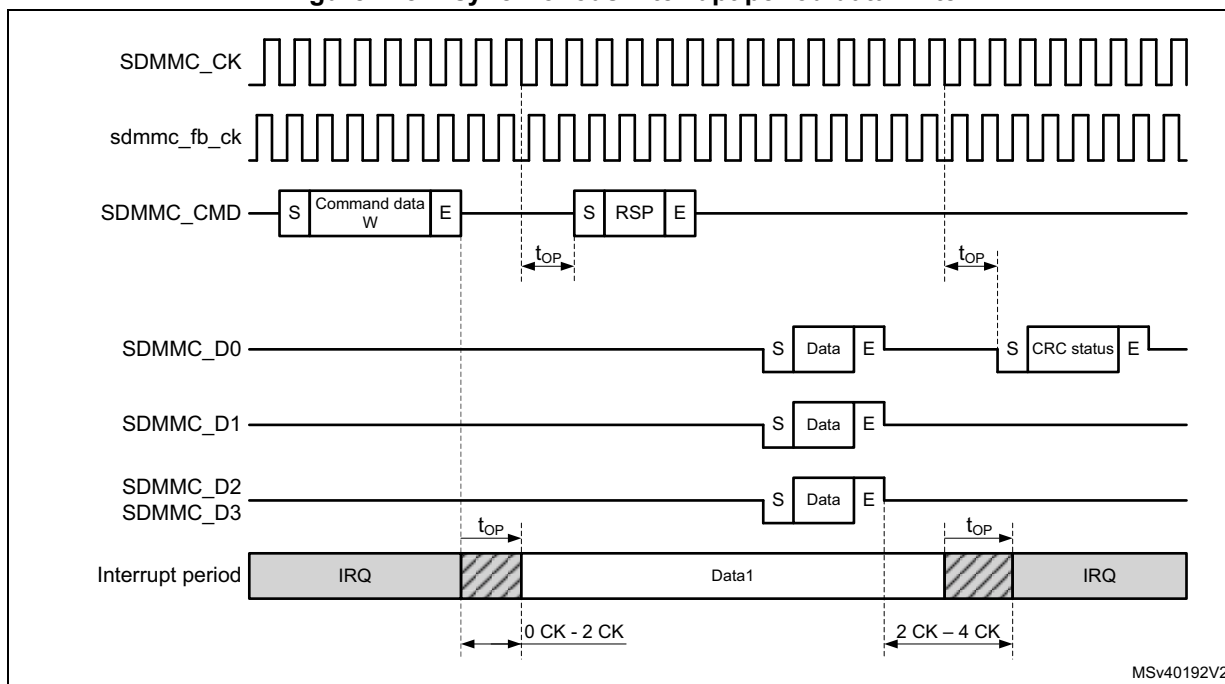 SDMMC_CK
sdmmc_fb_ck
SDMMC_CMD S Command data W E S RSP E
tOP tOP
SDMMC_D0 S Data E S CRC status E
SDMMC_D1 S Data E
SDMMC_D2
SDMMC_D3 S Data E
tOP tOP
Interrupt period IRQ Data1 IRQ
0 CK - 2 CK 2 CK – 4 CK
MSv40192V2